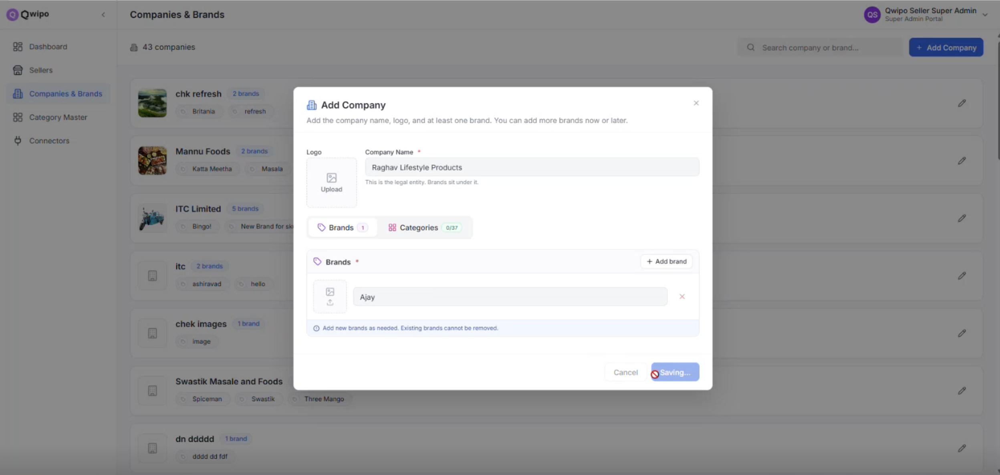 Qwipo
Companies & Brands
QS
Qwipo Seller Super Admin
Super Admin Portal
Dashboard
Sellers
Companies & Brands
Category Master
Connectors
43 companies
Search company or brand...
+ Add Company
chk refresh 2 brands
Britania refresh
Mannu Foods 2 brands
Katta Meetha Masala
ITC Limited 5 brands
Bingo! New Brand for sk
itc 2 brands
ashiravad hello
chek images 1 brand
image
Swastik Masale and Foods
Spiceman Swastik Three Mango
dn ddddd 1 brand
dddd dd fdf
Add Company
Add the company name, logo, and at least one brand. You can add more brands now or later.
Logo
Upload
Company Name *
Raghav Lifestyle Products
This is the legal entity. Brands sit under it.
Brands 1
Categories 0/37
Brands *
+ Add brand
Ajay
Add new brands as needed. Existing brands cannot be removed.
Cancel
Saving...